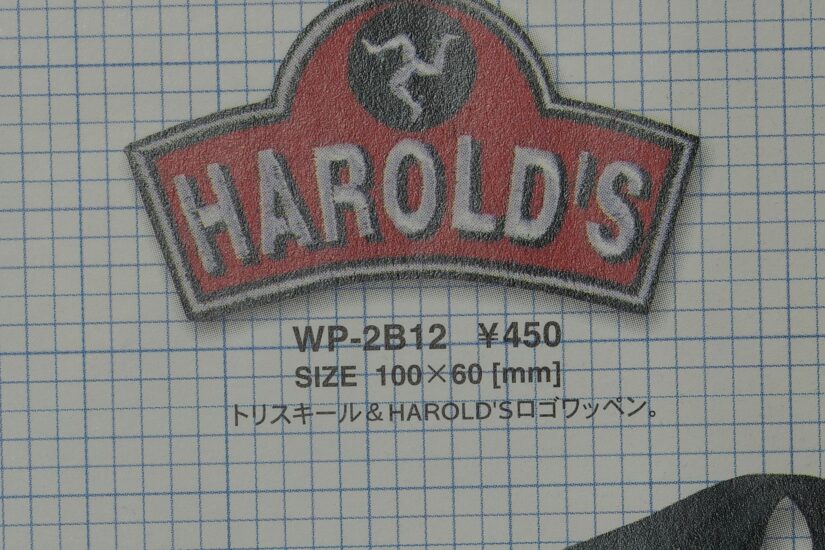 HAROLD'S
WP-2B12 ¥450
SIZE 100×60 [mm]
トリスキール＆HAROLD'Sロゴワッペン。